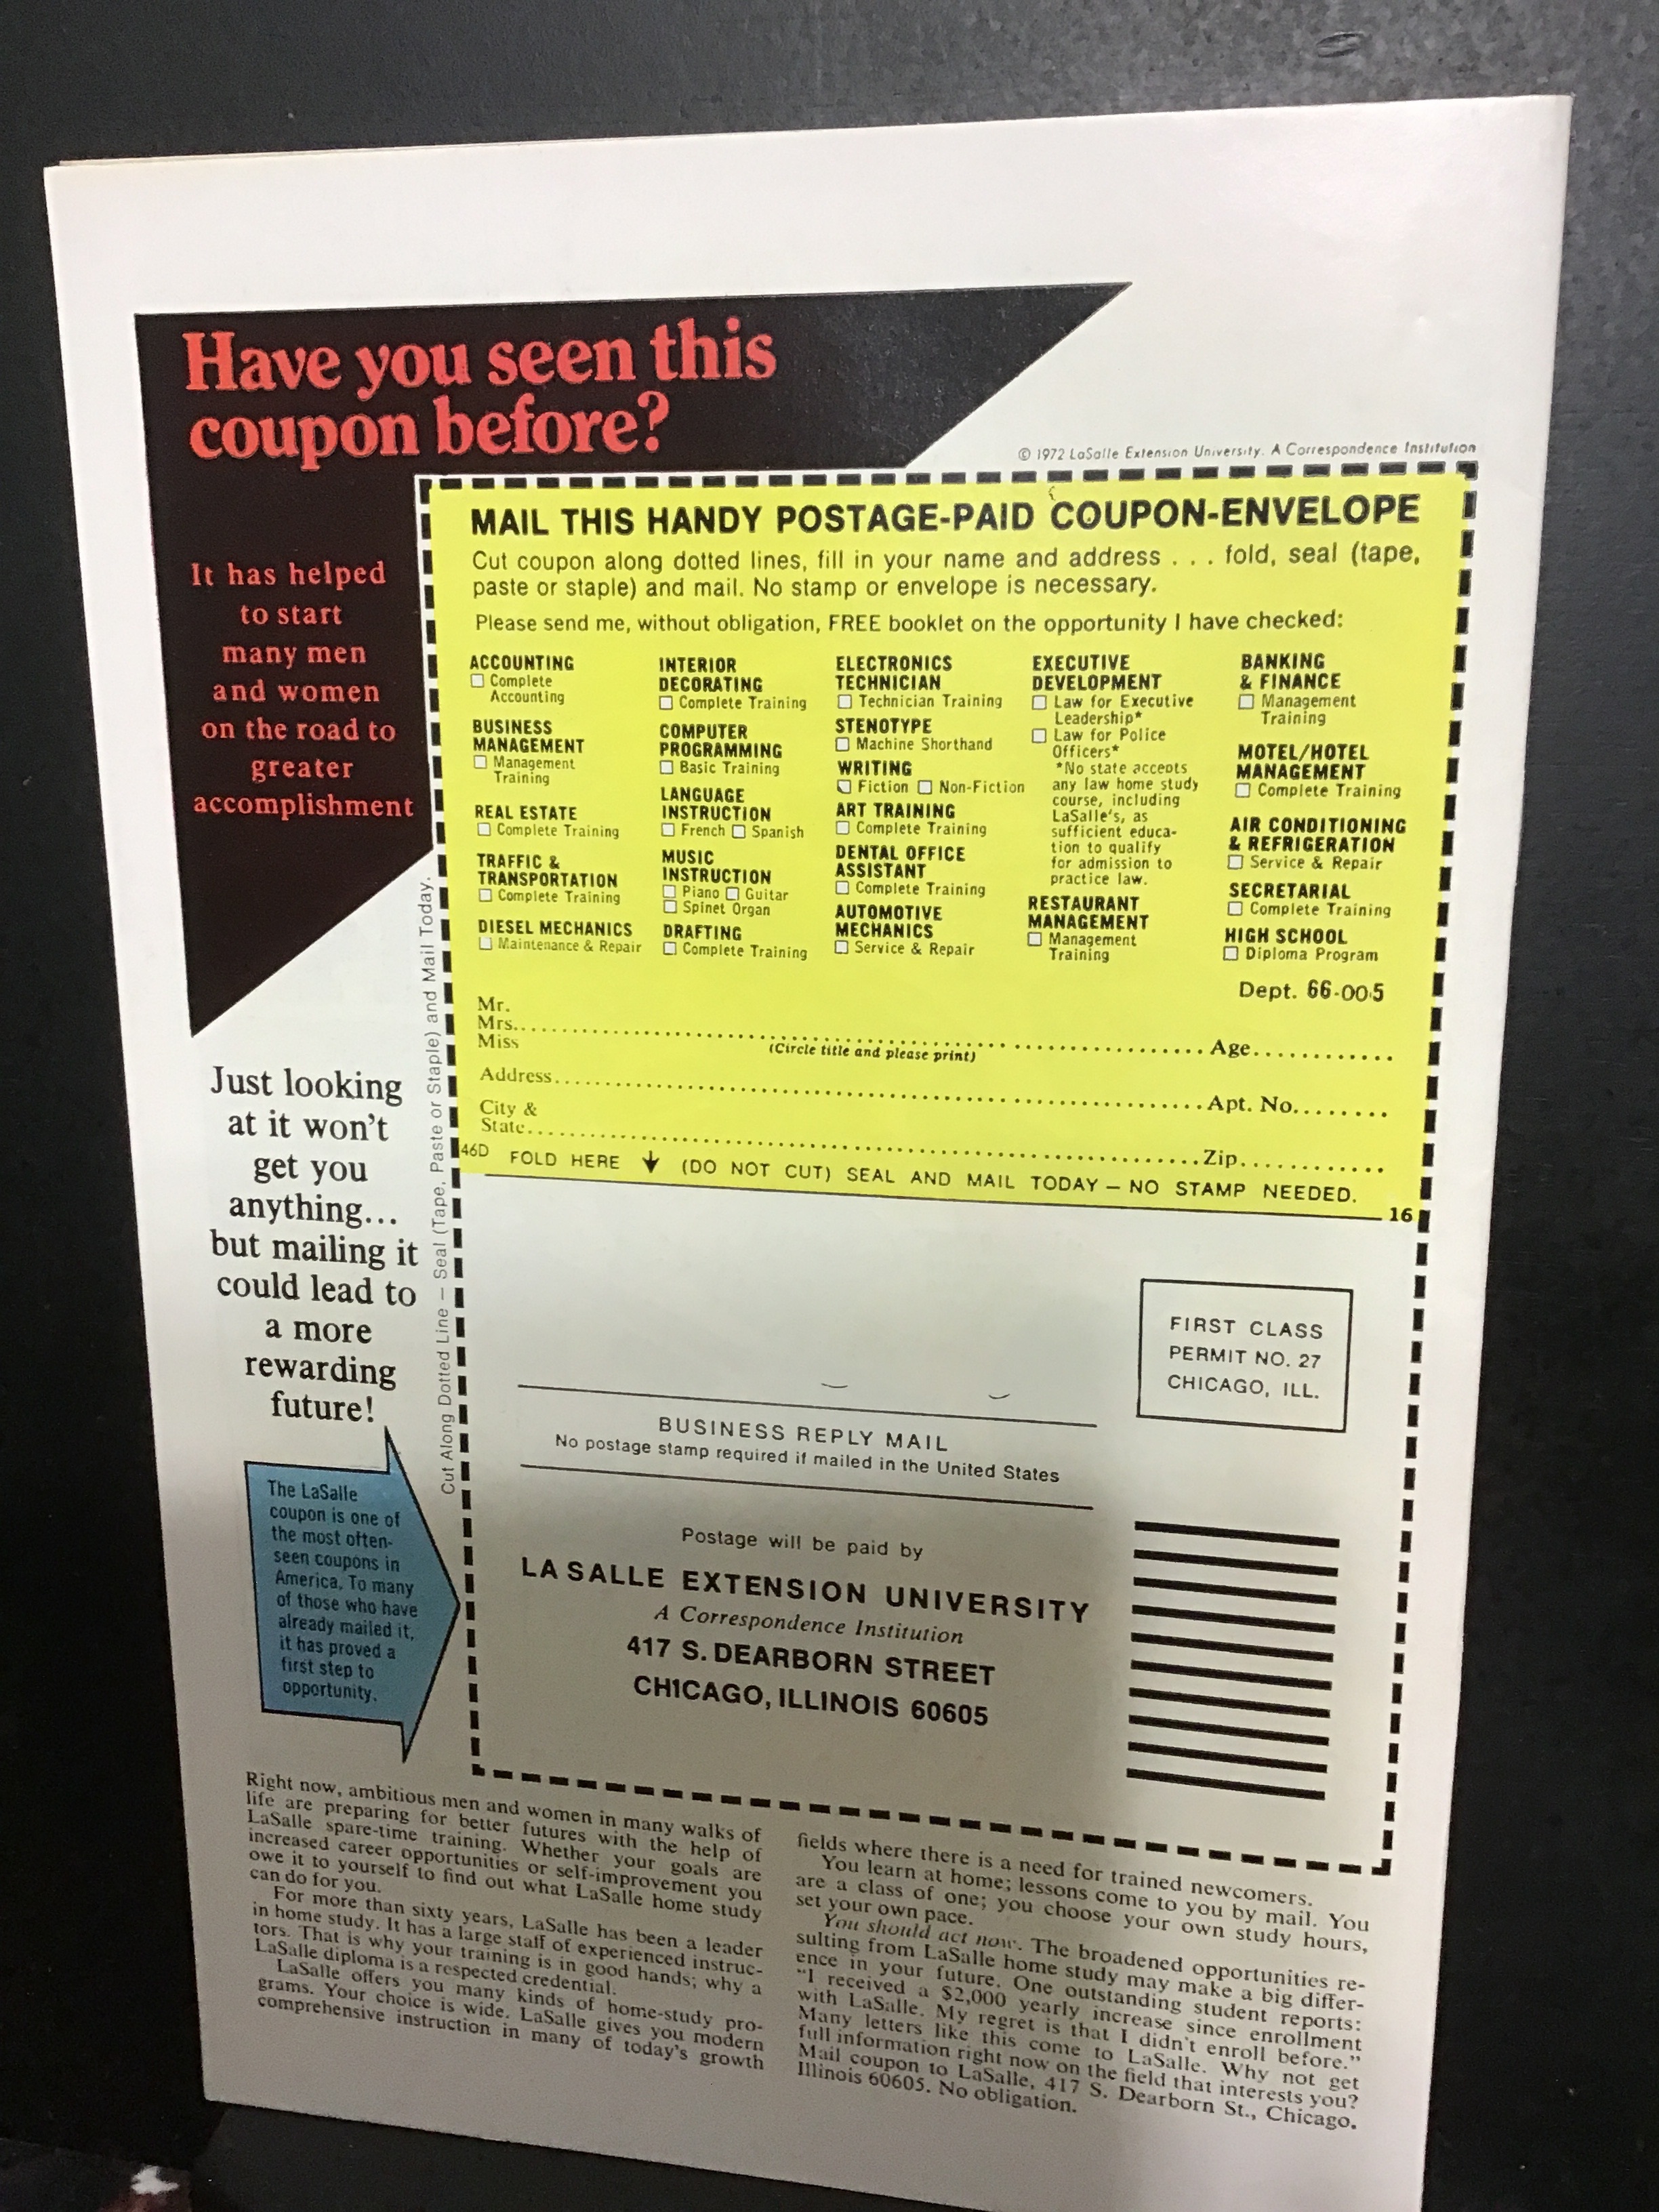 Have you seen this
coupon before?
© 1972 LaSalle Extension University. A Correspondence Institution
It has helped
to start
many men
and women
on the road to
greater
accomplishment
Just looking
at it won't
get you
anything...
but mailing it
could lead to
a more
rewarding
future!
The LaSalle
coupon is one of
the most often-
seen coupons in
America. To many
of those who have
already mailed it,
it has proved a
first step to
opportunity.
Cut Along Dotted Line — Seal (Tape, Paste or Staple) and Mail Today.
MAIL THIS HANDY POSTAGE-PAID COUPON-ENVELOPE
Cut coupon along dotted lines, fill in your name and address . . . fold, seal (tape,
paste or staple) and mail. No stamp or envelope is necessary.
Please send me, without obligation, FREE booklet on the opportunity I have checked:
ACCOUNTING
☐ Complete
Accounting
BUSINESS
MANAGEMENT
☐ Management
Training
REAL ESTATE
☐ Complete Training
TRAFFIC &
TRANSPORTATION
☐ Complete Training
DIESEL MECHANICS
☐ Maintenance & Repair
INTERIOR
DECORATING
☐ Complete Training
COMPUTER
PROGRAMMING
☐ Basic Training
LANGUAGE
INSTRUCTION
☐ French ☐ Spanish
MUSIC
INSTRUCTION
☐ Piano ☐ Guitar
☐ Spinet Organ
DRAFTING
☐ Complete Training
ELECTRONICS
TECHNICIAN
☐ Technician Training
STENOTYPE
☐ Machine Shorthand
WRITING
☐ Fiction ☐ Non-Fiction
ART TRAINING
☐ Complete Training
DENTAL OFFICE
ASSISTANT
☐ Complete Training
AUTOMOTIVE
MECHANICS
☐ Service & Repair
EXECUTIVE
DEVELOPMENT
☐ Law for Executive
Leadership*
☐ Law for Police
Officers*
*No state accepts
any law home study
course, including
LaSalle's, as
sufficient educa-
tion to qualify
for admission to
practice law.
RESTAURANT
MANAGEMENT
☐ Management
Training
BANKING
& FINANCE
☐ Management
Training
MOTEL/HOTEL
MANAGEMENT
☐ Complete Training
AIR CONDITIONING
& REFRIGERATION
☐ Service & Repair
SECRETARIAL
☐ Complete Training
HIGH SCHOOL
☐ Diploma Program
Dept. 66-005
Mr.
Mrs. Age
Miss
(Circle title and please print)
Address Apt. No.
City &
State Zip
46D FOLD HERE ↓ (DO NOT CUT) SEAL AND MAIL TODAY — NO STAMP NEEDED.
16
FIRST CLASS
PERMIT NO. 27
CHICAGO, ILL.
BUSINESS REPLY MAIL
No postage stamp required if mailed in the United States
Postage will be paid by
LA SALLE EXTENSION UNIVERSITY
A Correspondence Institution
417 S. DEARBORN STREET
CHICAGO, ILLINOIS 60605
Right now, ambitious men and women in many walks of
life are preparing for better futures with the help of
LaSalle spare-time training. Whether your goals are
increased career opportunities or self-improvement you
owe it to yourself to find out what LaSalle home study
can do for you.
For more than sixty years, LaSalle has been a leader
in home study. It has a large staff of experienced instruc-
tors. That is why your training is in good hands; why a
LaSalle diploma is a respected credential.
LaSalle offers you many kinds of home-study pro-
grams. Your choice is wide. LaSalle gives you modern
comprehensive instruction in many of today's growth
fields where there is a need for trained newcomers.
You learn at home; lessons come to you by mail. You
are a class of one; you choose your own study hours,
set your own pace.
You should act now. The broadened opportunities re-
sulting from LaSalle home study may make a big differ-
ence in your future. One outstanding student reports:
"I received a $2,000 yearly increase since enrollment
with LaSalle. My regret is that I didn't enroll before."
Many letters like this come to LaSalle. Why not get
full information right now on the field that interests you?
Mail coupon to LaSalle, 417 S. Dearborn St., Chicago,
Illinois 60605. No obligation.